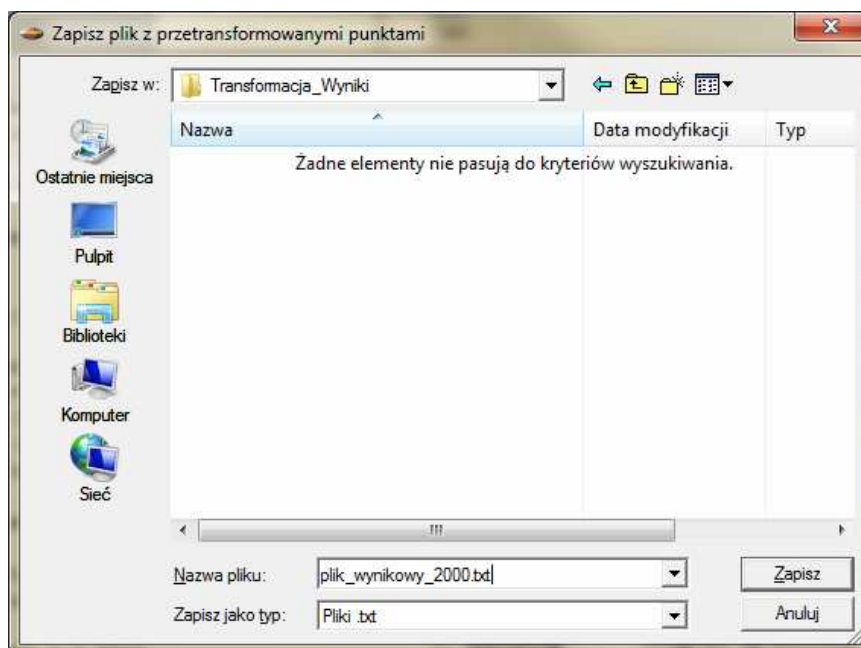 Zapisz plik z przetransformowanymi punktami
Zapisz w: Transformacja_Wyniki
Nazwa Data modyfikacji Typ
Żadne elementy nie pasują do kryteriów wyszukiwania.
Ostatnie miejsca
Pulpit
Biblioteki
Komputer
Sieć
Nazwa pliku: plik_wynikowy_2000.txt Zapisz
Zapisz jako typ: Pliki .txt Anuluj